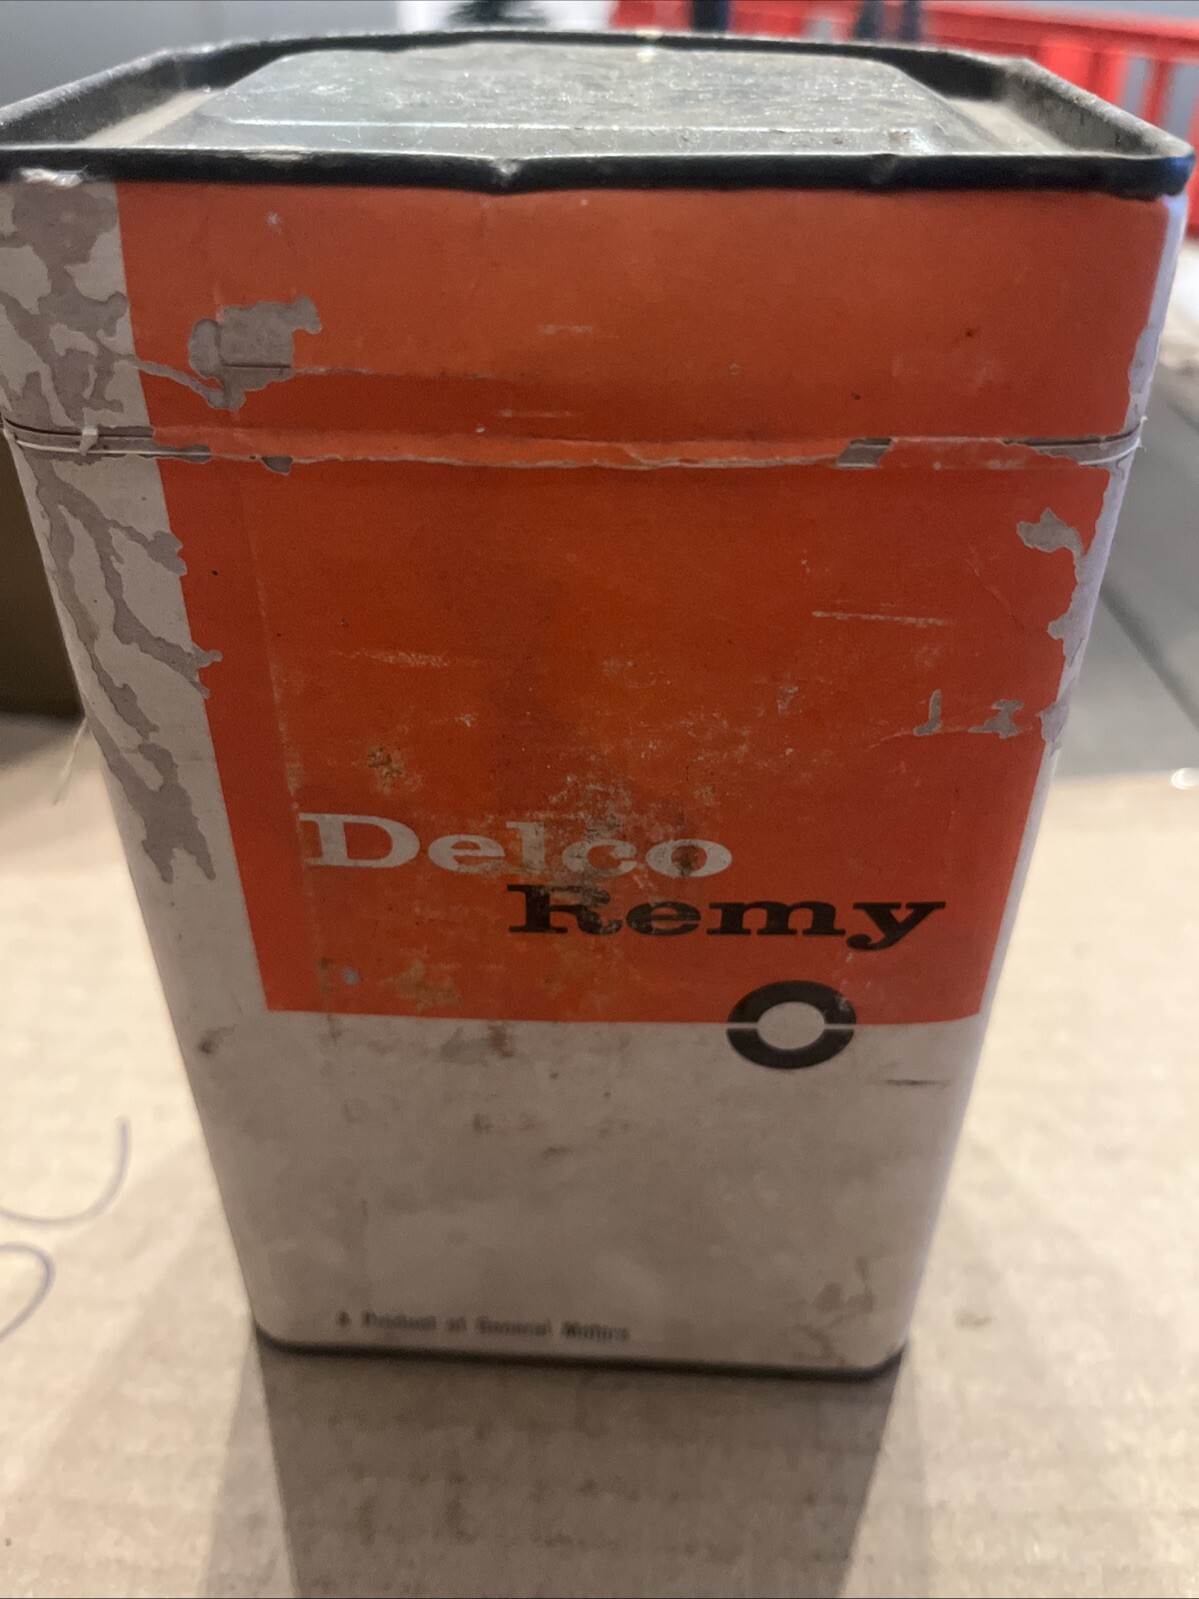 Delco
Remy
A Product of General Motors